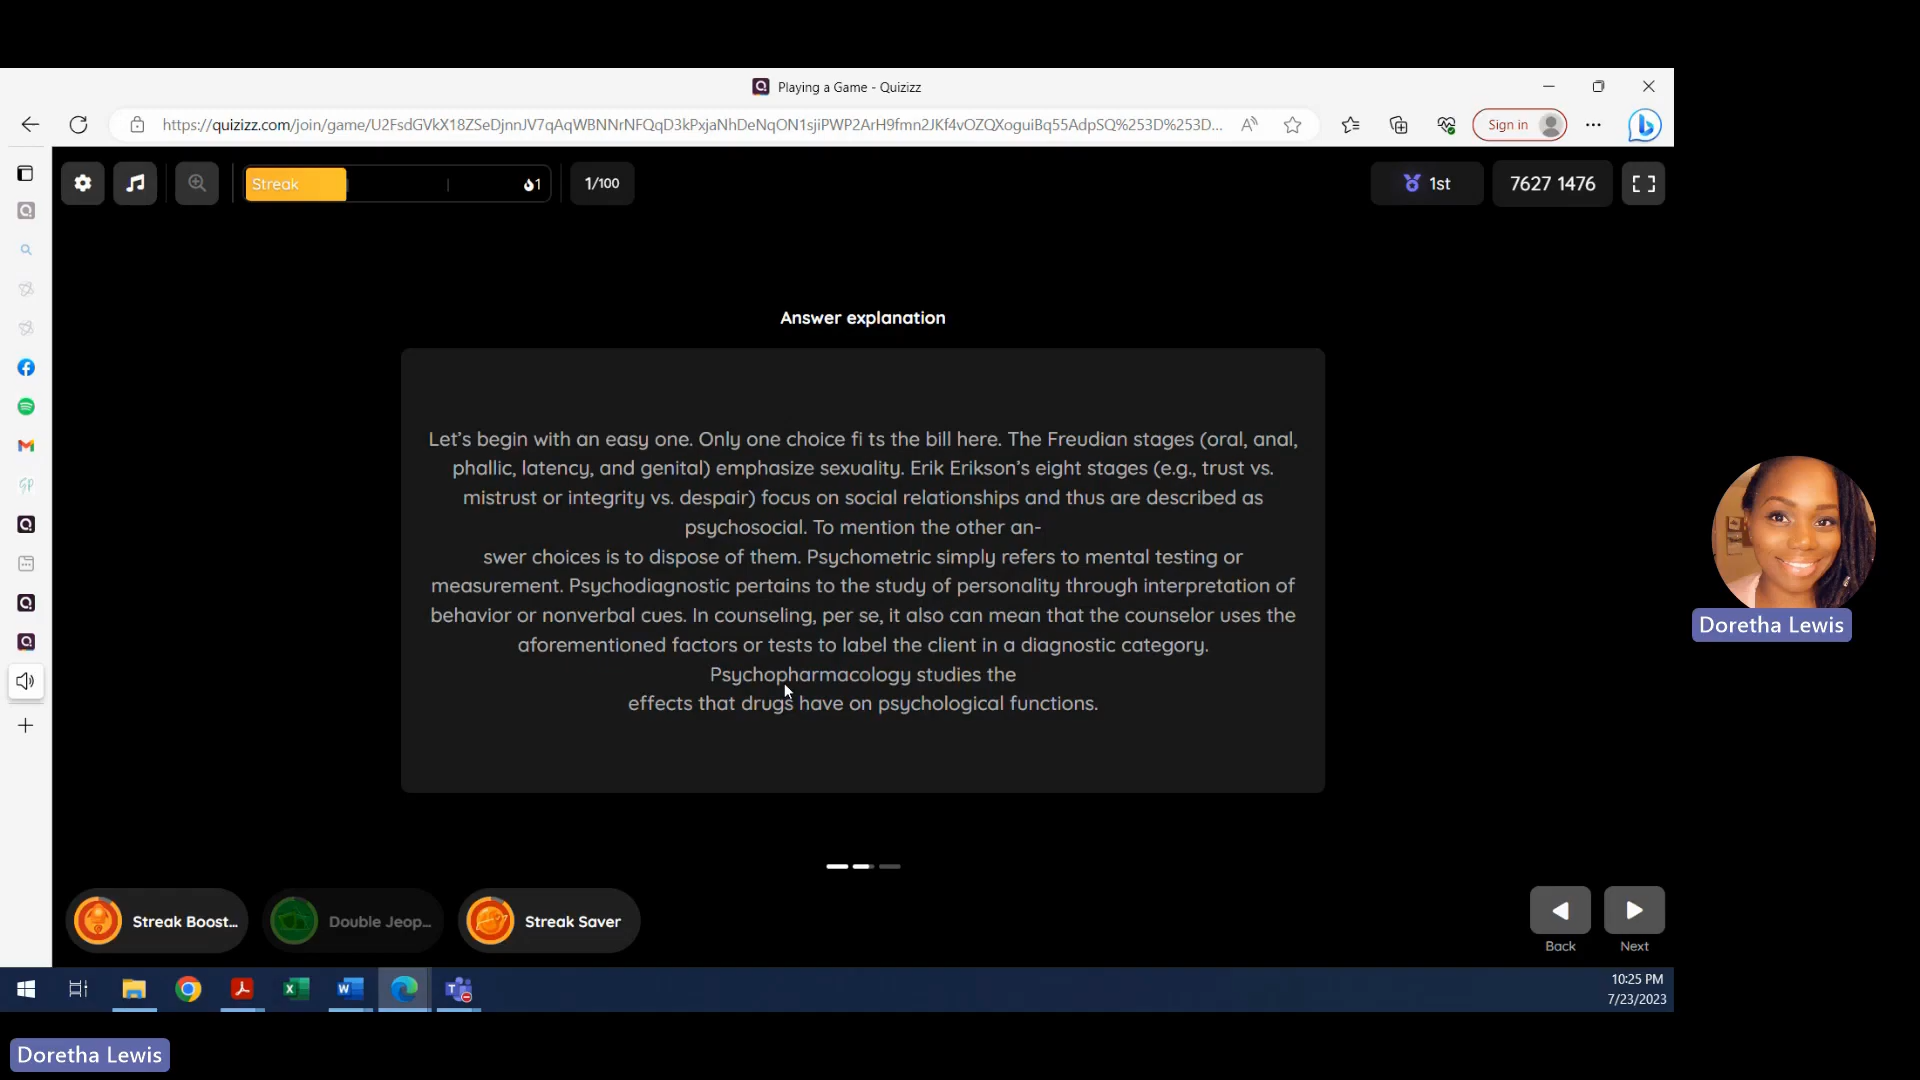 Playing a Game - Quizizz
https://quizizz.com/join/game/U2FsdGVkX18ZSeDjnnJV7qAqWBNNrNFQqD3kPxjaNhDeNqON1sjiPWP2ArH9fmn2JKf4vOZQXoguiBq55AdpSQ%253D%253D...
Sign in
Streak
1
1/100
1st
7627 1476
Answer explanation
Let's begin with an easy one. Only one choice fi ts the bill here. The Freudian stages (oral, anal,
phallic, latency, and genital) emphasize sexuality. Erik Erikson's eight stages (e.g., trust vs.
mistrust or integrity vs. despair) focus on social relationships and thus are described as
psychosocial. To mention the other an-
swer choices is to dispose of them. Psychometric simply refers to mental testing or
measurement. Psychodiagnostic pertains to the study of personality through interpretation of
behavior or nonverbal cues. In counseling, per se, it also can mean that the counselor uses the
aforementioned factors or tests to label the client in a diagnostic category.
Psychopharmacology studies the
effects that drugs have on psychological functions.
Doretha Lewis
Streak Boost...
Double Jeop...
Streak Saver
Back
Next
10:25 PM
7/23/2023
Doretha Lewis